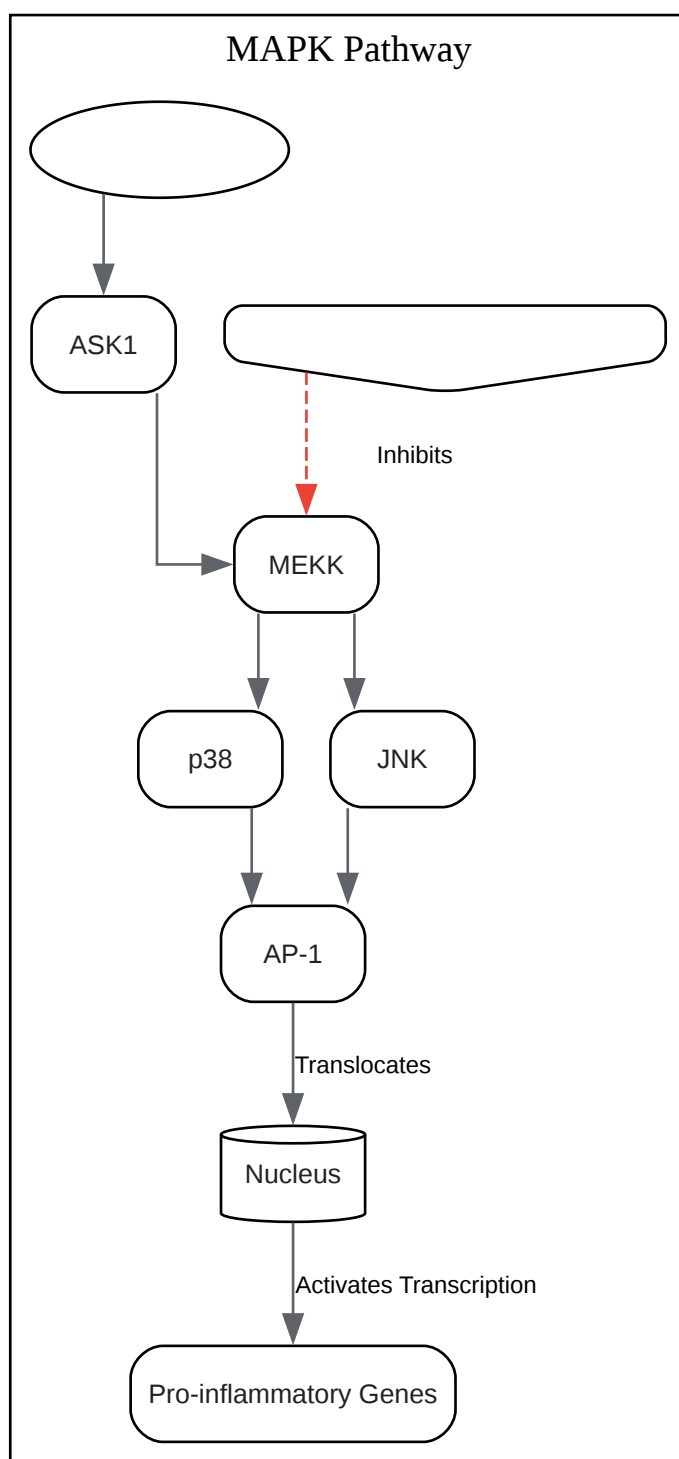 MAPK Pathway
ASK1
Inhibits
MEKK
p38
JNK
AP-1
Translocates
Nucleus
Activates Transcription
Pro-inflammatory Genes